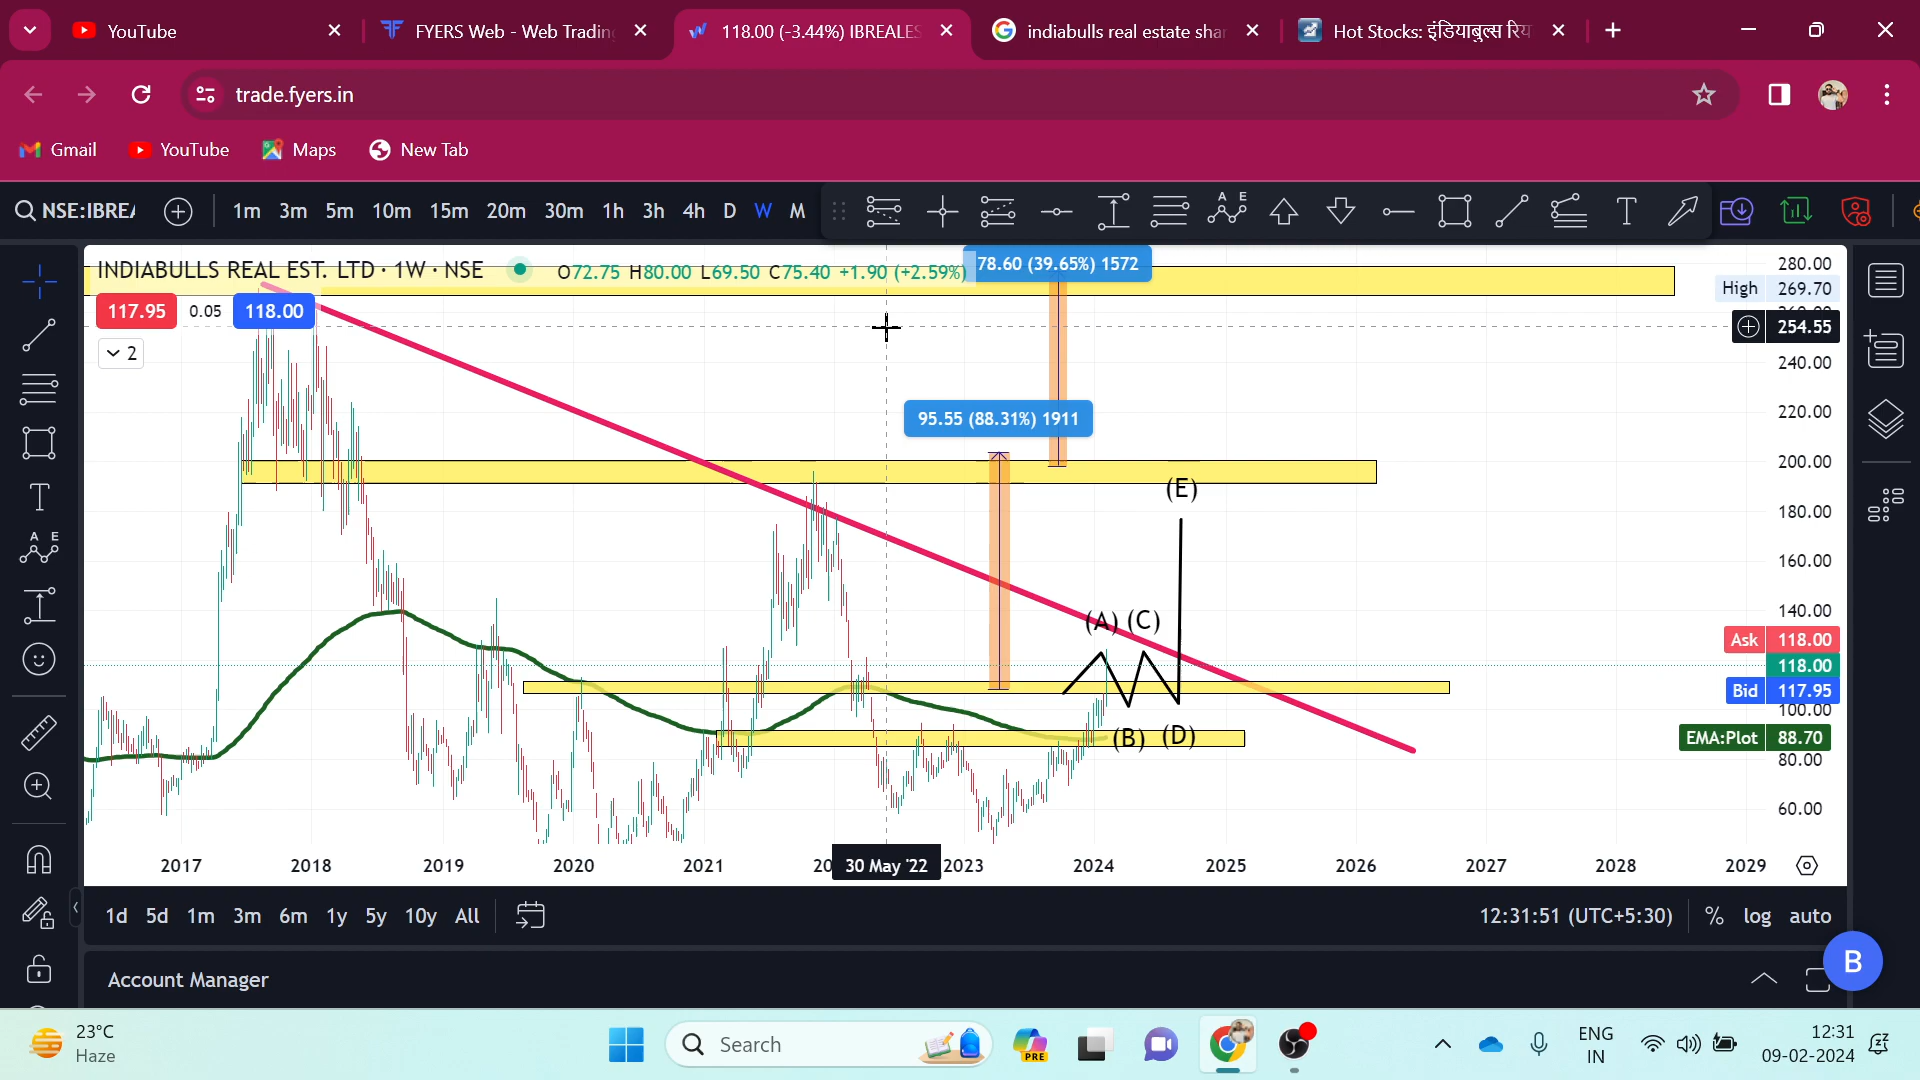 YouTube
FYERS Web - Web Trading
118.00 (-3.44%) IBREALES
indiabulls real estate shar
Hot Stocks: इंडियाबुल्स रिय
trade.fyers.in
Gmail YouTube Maps New Tab
NSE:IBREA 1m 3m 5m 10m 15m 20m 30m 1h 3h 4h D W M
INDIABULLS REAL EST. LTD · 1W · NSE O72.75 H80.00 L69.50 C75.40 +1.90 (+2.59%)
78.60 (39.65%) 1572
117.95 0.05 118.00
2
95.55 (88.31%) 1911
(E)
(A) (C)
(B) (D)
280.00
High 269.70
254.55
240.00
220.00
200.00
180.00
160.00
140.00
Ask 118.00
118.00
Bid 117.95
100.00
EMA:Plot 88.70
80.00
60.00
2017 2018 2019 2020 2021 20 30 May '22 2023 2024 2025 2026 2027 2028 2029
1d 5d 1m 3m 6m 1y 5y 10y All
12:31:51 (UTC+5:30) % log auto
Account Manager
B
23°C
Haze
Search
PRE
ENG
IN
12:31
09-02-2024